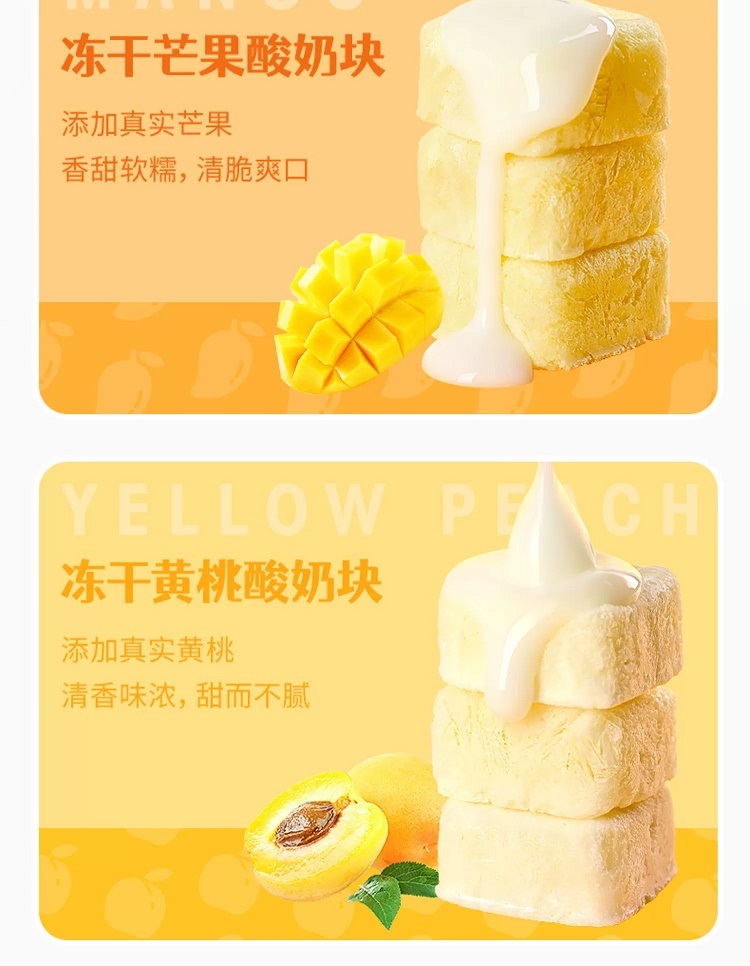 MANGO
冻干芒果酸奶块
添加真实芒果
香甜软糯，清脆爽口
YELLOW PEACH
冻干黄桃酸奶块
添加真实黄桃
清香味浓，甜而不腻